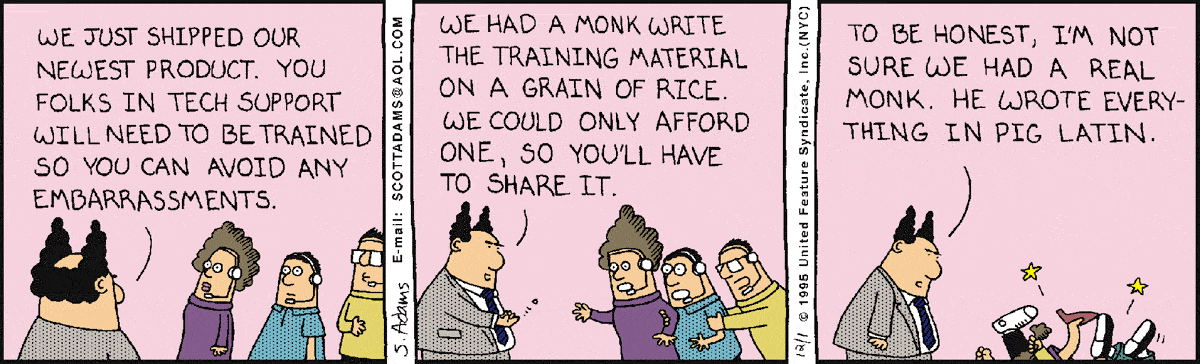 WE JUST SHIPPED OUR
NEWEST PRODUCT. YOU
FOLKS IN TECH SUPPORT
WILL NEED TO BE TRAINED
SO YOU CAN AVOID ANY
EMBARRASSMENTS.
S. Adams E-mail: SCOTTADAMS@AOL.COM
WE HAD A MONK WRITE
THE TRAINING MATERIAL
ON A GRAIN OF RICE.
WE COULD ONLY AFFORD
ONE, SO YOU'LL HAVE
TO SHARE IT.
12/1 © 1995 United Feature Syndicate, Inc.(NYC)
TO BE HONEST, I'M NOT
SURE WE HAD A REAL
MONK. HE WROTE EVERY-
THING IN PIG LATIN.